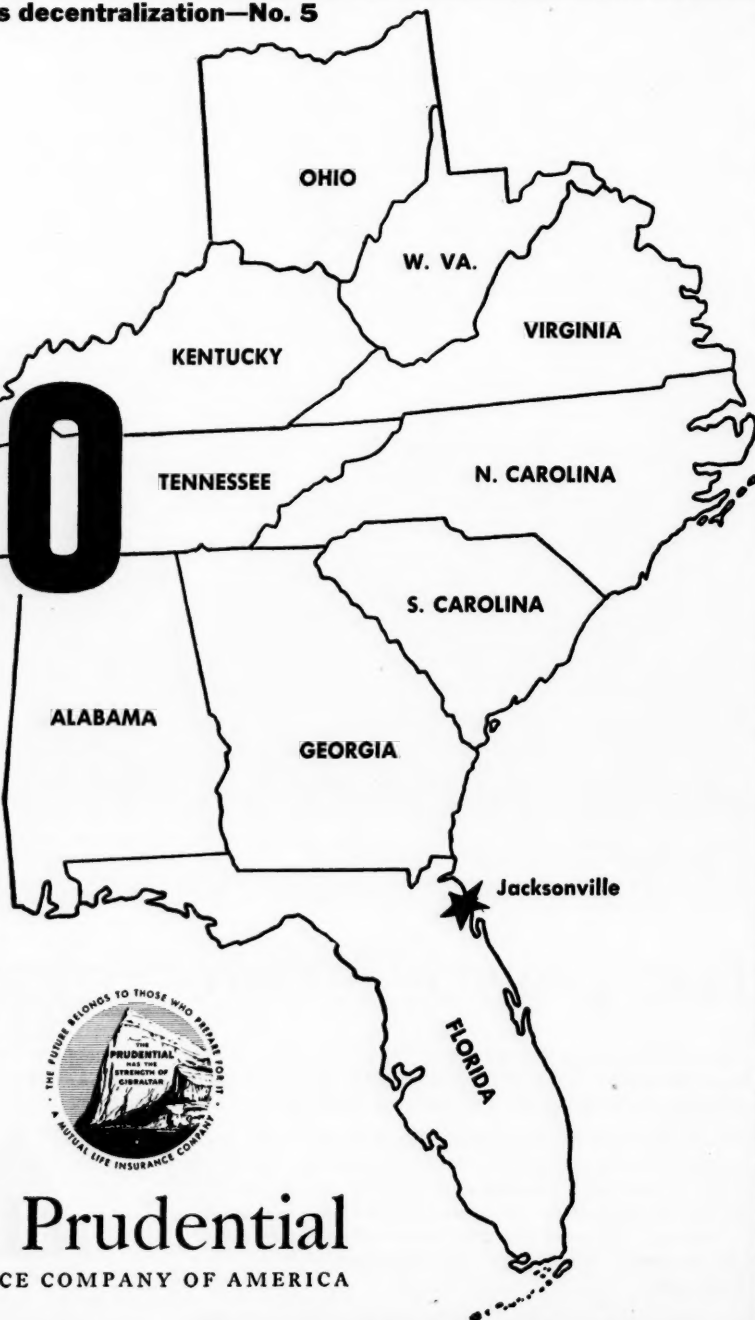 s decentralization—No. 5
OHIO
W. VA.
VIRGINIA
KENTUCKY
0
TENNESSEE
N. CAROLINA
S. CAROLINA
ALABAMA
GEORGIA
Jacksonville
FLORIDA
THE FUTURE BELONGS TO THOSE WHO PREPARE FOR IT
THE
PRUDENTIAL
HAS THE
STRENGTH OF
GIBRALTAR
A MUTUAL LIFE INSURANCE COMPANY
Prudential
CE COMPANY OF AMERICA